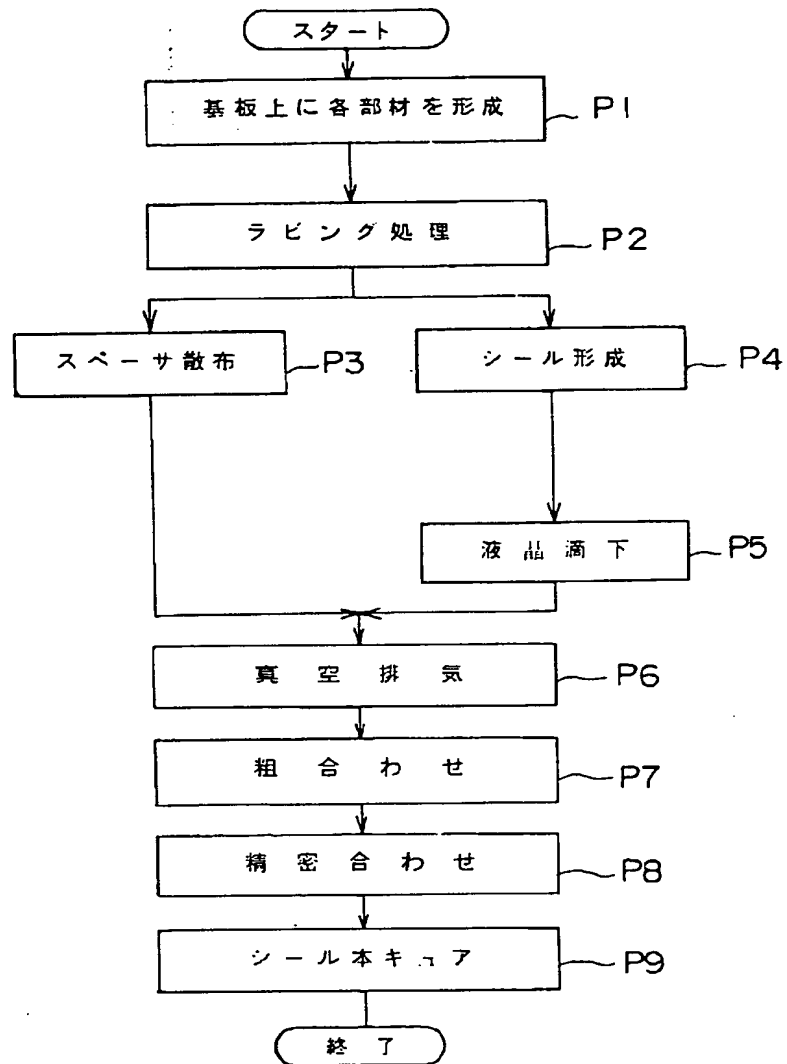 スタート
基板上に各部材を形成
P1
ラビング処理
P2
スペーサ散布
P3
シール形成
P4
液晶滴下
P5
真空排気
P6
粗合わせ
P7
精密合わせ
P8
シール本キュア
P9
終了